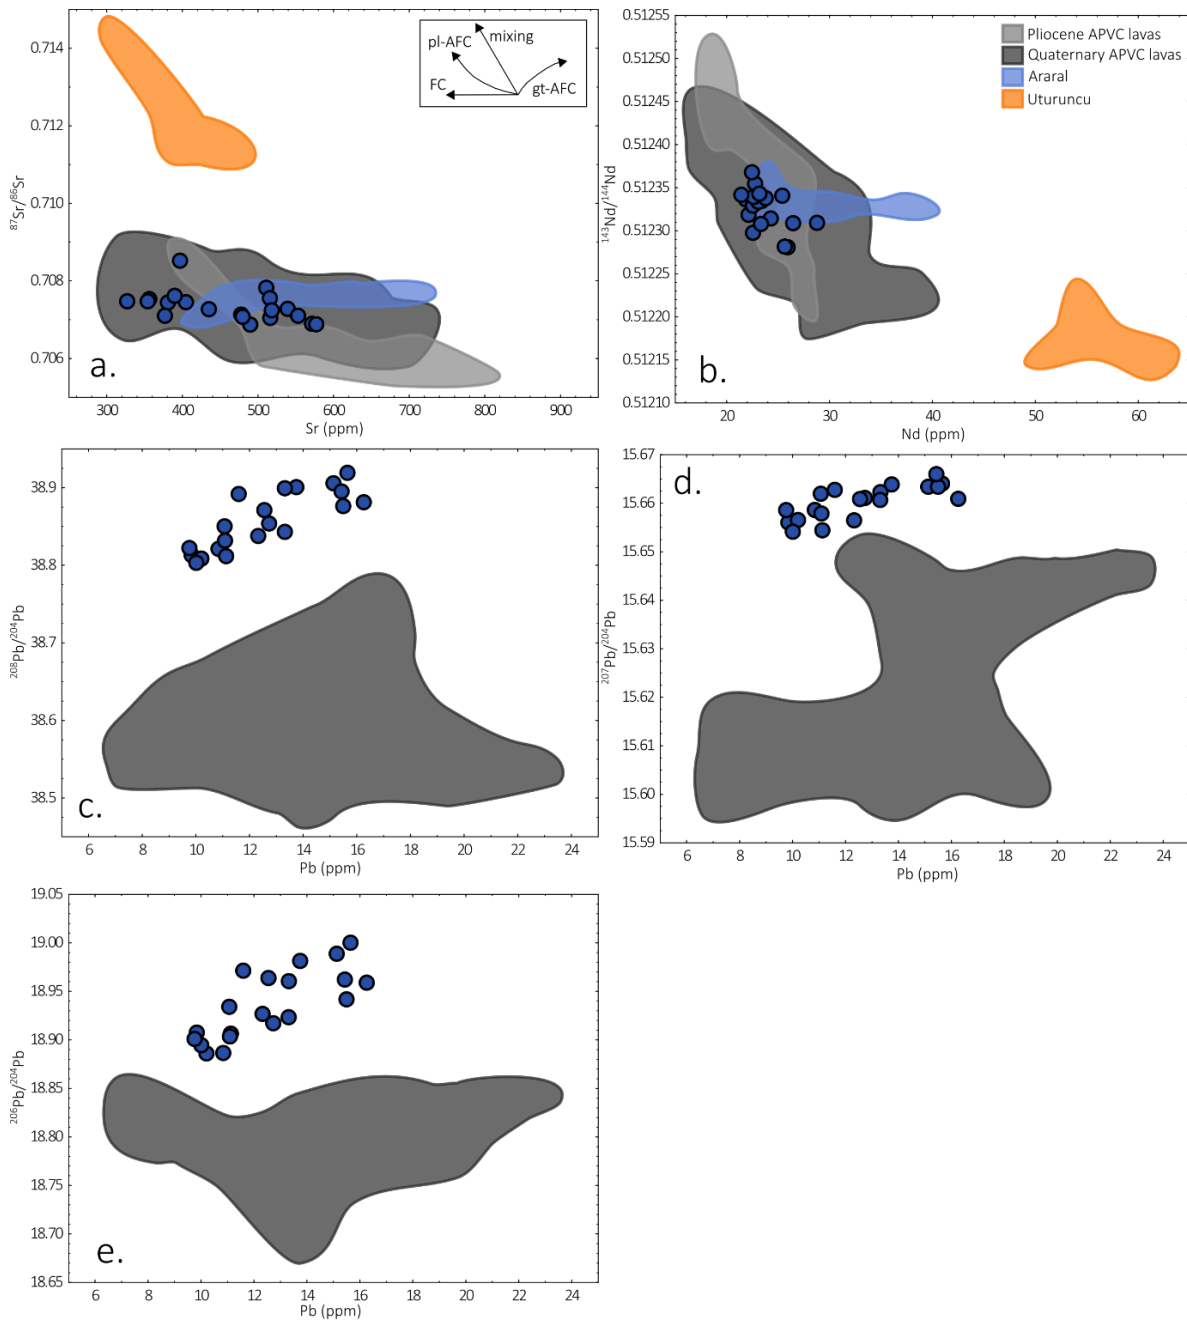 0.714
0.712
0.710
0.708
0.706
87Sr/86Sr
mixing
pl-AFC
FC
gt-AFC
a.
300 400 500 600 700 800 900
Sr (ppm)
0.51255
0.51250
0.51245
0.51240
0.51235
0.51230
0.51225
0.51220
0.51215
0.51210
143Nd/144Nd
Pliocene APVC lavas
Quaternary APVC lavas
Araral
Uturuncu
b.
20 30 40 50 60
Nd (ppm)
38.9
38.8
38.7
38.6
38.5
208Pb/204Pb
c.
6 8 10 12 14 16 18 20 22 24
Pb (ppm)
15.67
15.66
15.65
15.64
15.63
15.62
15.61
15.60
15.59
207Pb/204Pb
d.
6 8 10 12 14 16 18 20 22 24
Pb (ppm)
19.05
19.00
18.95
18.90
18.85
18.80
18.75
18.70
18.65
206Pb/204Pb
e.
6 8 10 12 14 16 18 20 22 24
Pb (ppm)